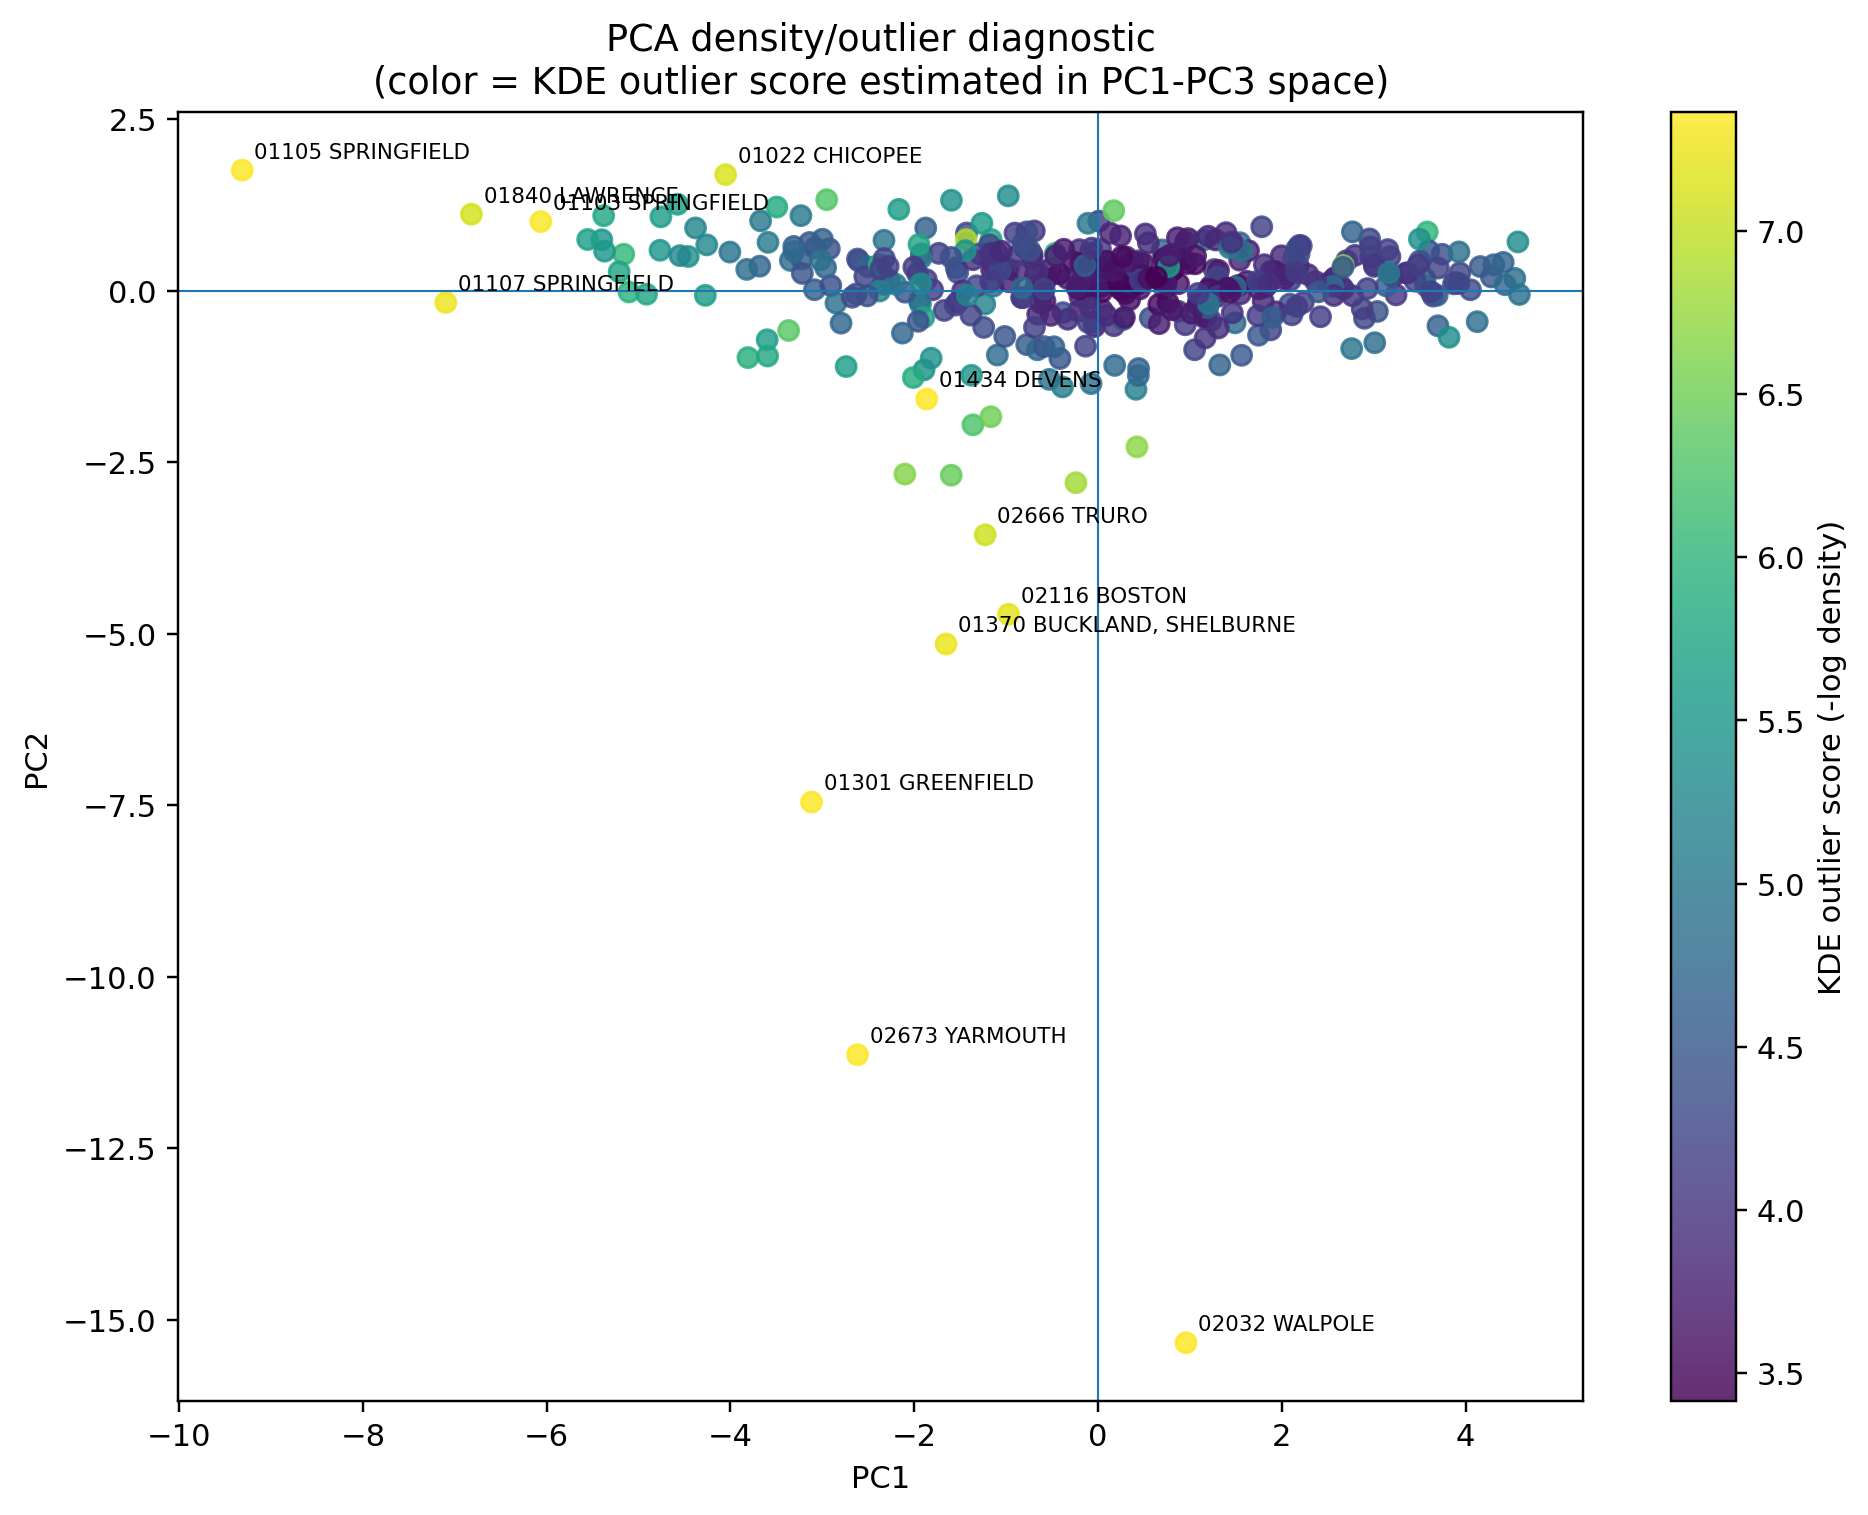 PCA density/outlier diagnostic
(color = KDE outlier score estimated in PC1-PC3 space)
2.5
0.0
−2.5
−5.0
−7.5
−10.0
−12.5
−15.0
PC2
01105 SPRINGFIELD
01022 CHICOPEE
01840 LAWRENCE
01103 SPRINGFIELD
01107 SPRINGFIELD
01434 DEVENS
02666 TRURO
02116 BOSTON
01370 BUCKLAND, SHELBURNE
01301 GREENFIELD
02673 YARMOUTH
02032 WALPOLE
−10
−8
−6
−4
−2
0
2
4
PC1
7.0
6.5
6.0
5.5
5.0
4.5
4.0
3.5
KDE outlier score (-log density)